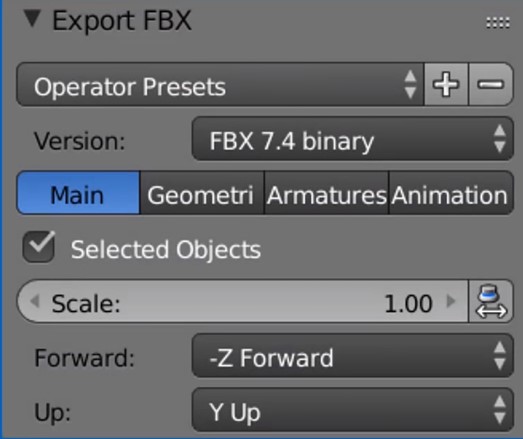 Export FBX
Operator Presets
Version: FBX 7.4 binary
Main Geometri Armatures Animation
Selected Objects
Scale: 1.00
Forward: -Z Forward
Up: Y Up